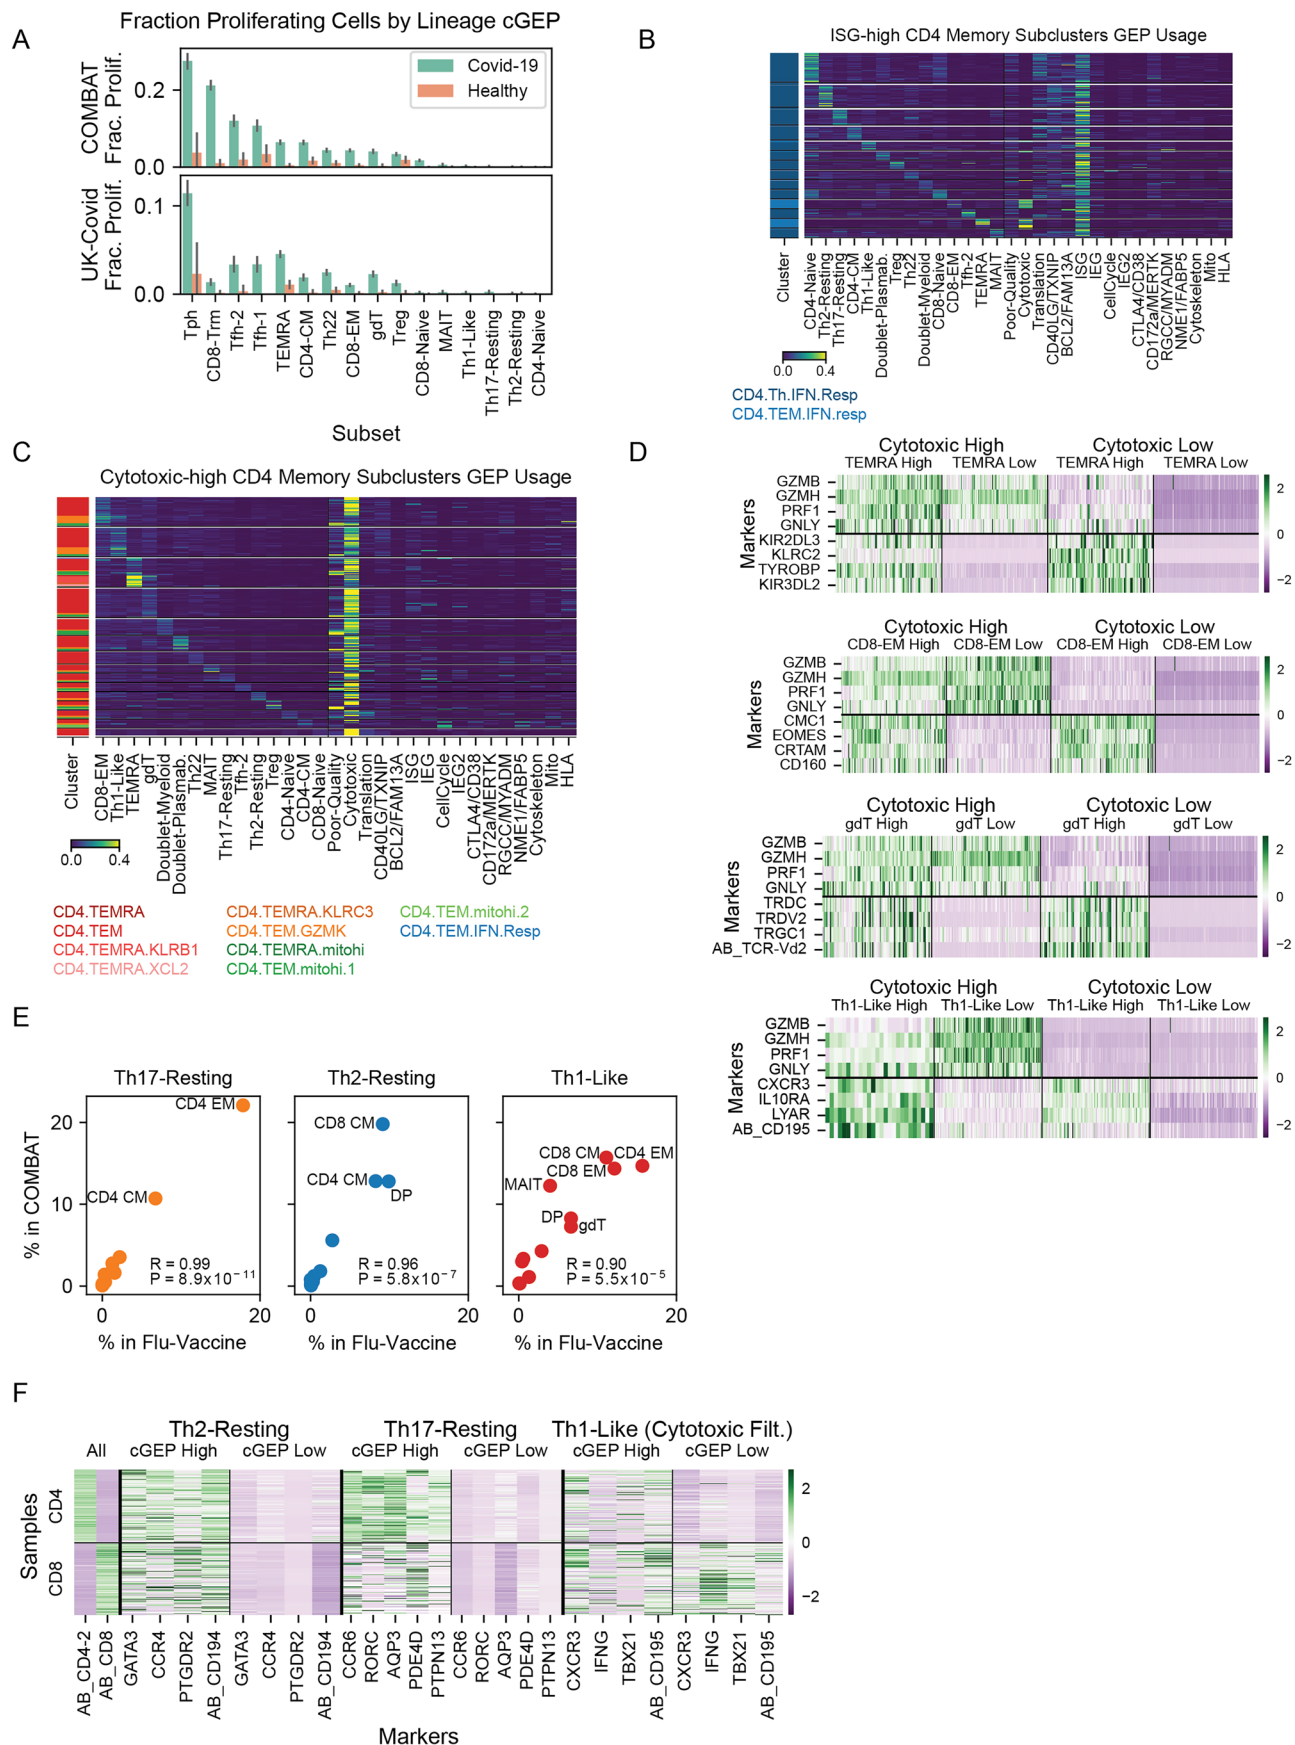 A
Fraction Proliferating Cells by Lineage cGEP
COMBAT
Frac. Prolif.
0.2
0.0
Covid-19
Healthy
UK-Covid
Frac. Prolif.
0.1
0.0
Tph
CD8-Trm
Tfh-2
Tfh-1
TEMRA
CD4-CM
Th22
CD8-EM
gdT
Treg
CD8-Naive
MAIT
Th1-Like
Th17-Resting
Th2-Resting
CD4-Naive
Subset
B
ISG-high CD4 Memory Subclusters GEP Usage
Cluster
CD4-Naive
Th2-Resting
Th17-Resting
CD4-CM
Th1-Like
Doublet-Plasmab.
Treg
Th22
Doublet-Myeloid
CD8-Naive
CD8-EM
Tfh-2
TEMRA
MAIT
Poor-Quality
Cytotoxic
Translation
CD40LG/TXNIP
BCL2/FAM13A
ISG
IEG
CellCycle
IEG2
CTLA4/CD38
CD172a/MERTK
RGCC/MYADM
NME1/FABP5
Cytoskeleton
Mito
HLA
0.0 0.4
CD4.Th.IFN.Resp
CD4.TEM.IFN.resp
C
Cytotoxic-high CD4 Memory Subclusters GEP Usage
Cluster
CD8-EM
Th1-Like
TEMRA
gdT
Doublet-Myeloid
Doublet-Plasmab.
Th22
MAIT
Th17-Resting
Tfh-2
Th2-Resting
Treg
CD4-Naive
CD4-CM
CD8-Naive
Poor-Quality
Cytotoxic
Translation
CD40LG/TXNIP
BCL2/FAM13A
ISG
IEG
CellCycle
IEG2
CTLA4/CD38
CD172a/MERTK
RGCC/MYADM
NME1/FABP5
Cytoskeleton
Mito
HLA
0.0 0.4
CD4.TEMRA CD4.TEMRA.KLRC3 CD4.TEM.mitohi.2
CD4.TEM CD4.TEM.GZMK CD4.TEM.IFN.Resp
CD4.TEMRA.KLRB1 CD4.TEMRA.mitohi
CD4.TEMRA.XCL2 CD4.TEM.mitohi.1
D
Cytotoxic High Cytotoxic Low
TEMRA High TEMRA Low TEMRA High TEMRA Low
Markers
GZMB
GZMH
PRF1
GNLY
KIR2DL3
KLRC2
TYROBP
KIR3DL2
2
0
−2
Cytotoxic High Cytotoxic Low
CD8-EM High CD8-EM Low CD8-EM High CD8-EM Low
Markers
GZMB
GZMH
PRF1
GNLY
CMC1
EOMES
CRTAM
CD160
2
0
−2
Cytotoxic High Cytotoxic Low
gdT High gdT Low gdT High gdT Low
Markers
GZMB
GZMH
PRF1
GNLY
TRDC
TRDV2
TRGC1
AB_TCR-Vd2
2
0
−2
Cytotoxic High Cytotoxic Low
Th1-Like High Th1-Like Low Th1-Like High Th1-Like Low
Markers
GZMB
GZMH
PRF1
GNLY
CXCR3
IL10RA
LYAR
AB_CD195
2
0
−2
E
% in COMBAT
20
10
0
Th17-Resting
CD4 EM
CD4 CM
R = 0.99
P = 8.9x10⁻¹¹
0 20
% in Flu-Vaccine
Th2-Resting
CD8 CM
CD4 CM
DP
R = 0.96
P = 5.8x10⁻⁷
0 20
% in Flu-Vaccine
Th1-Like
CD8 CM CD4 EM
CD8 EM
MAIT
DP
gdT
R = 0.90
P = 5.5x10⁻⁵
0 20
% in Flu-Vaccine
F
Th2-Resting Th17-Resting Th1-Like (Cytotoxic Filt.)
All cGEP High cGEP Low cGEP High cGEP Low cGEP High cGEP Low
Samples
CD4
CD8
2
0
−2
AB_CD4-2
AB_CD8
GATA3
CCR4
PTGDR2
AB_CD194
GATA3
CCR4
PTGDR2
AB_CD194
CCR6
RORC
AQP3
PDE4D
PTPN13
CCR6
RORC
AQP3
PDE4D
PTPN13
CXCR3
IFNG
TBX21
AB_CD195
CXCR3
IFNG
TBX21
AB_CD195
Markers